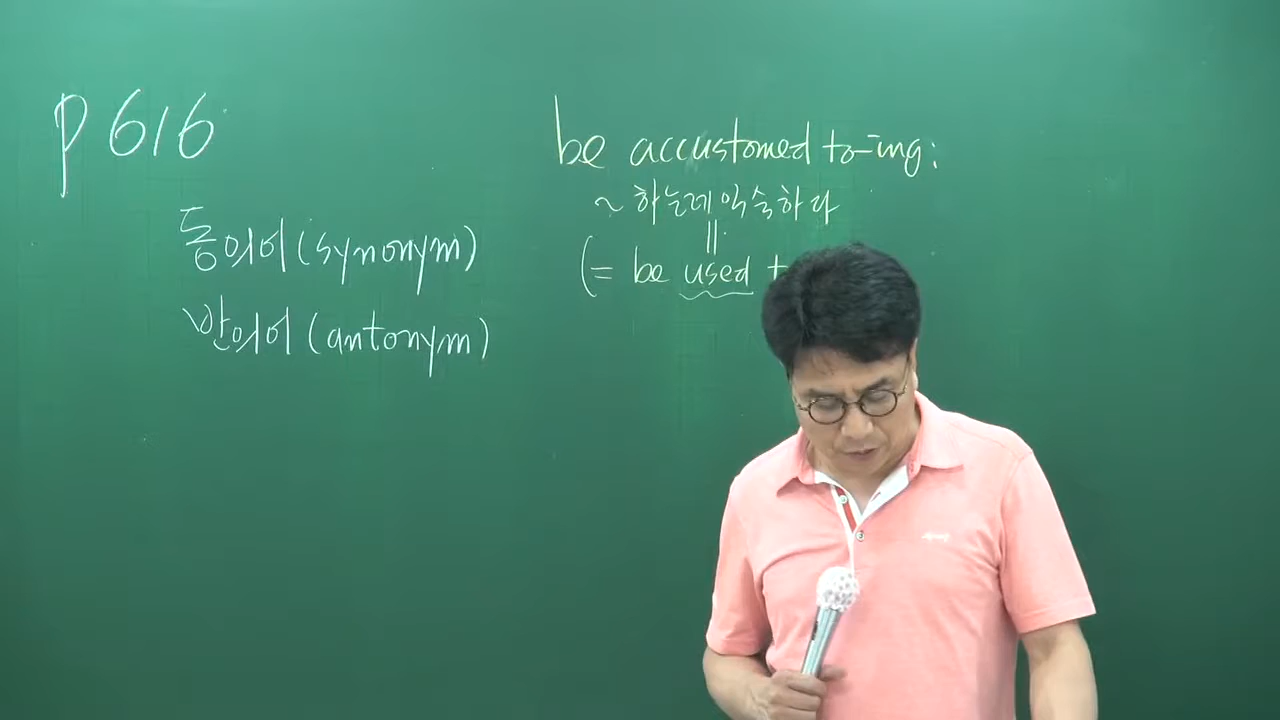 p 616
동의어 (synonym)
반의어 (antonym)
be accustomed to -ing:
~ 하는데 익숙하다
||
(= be used t